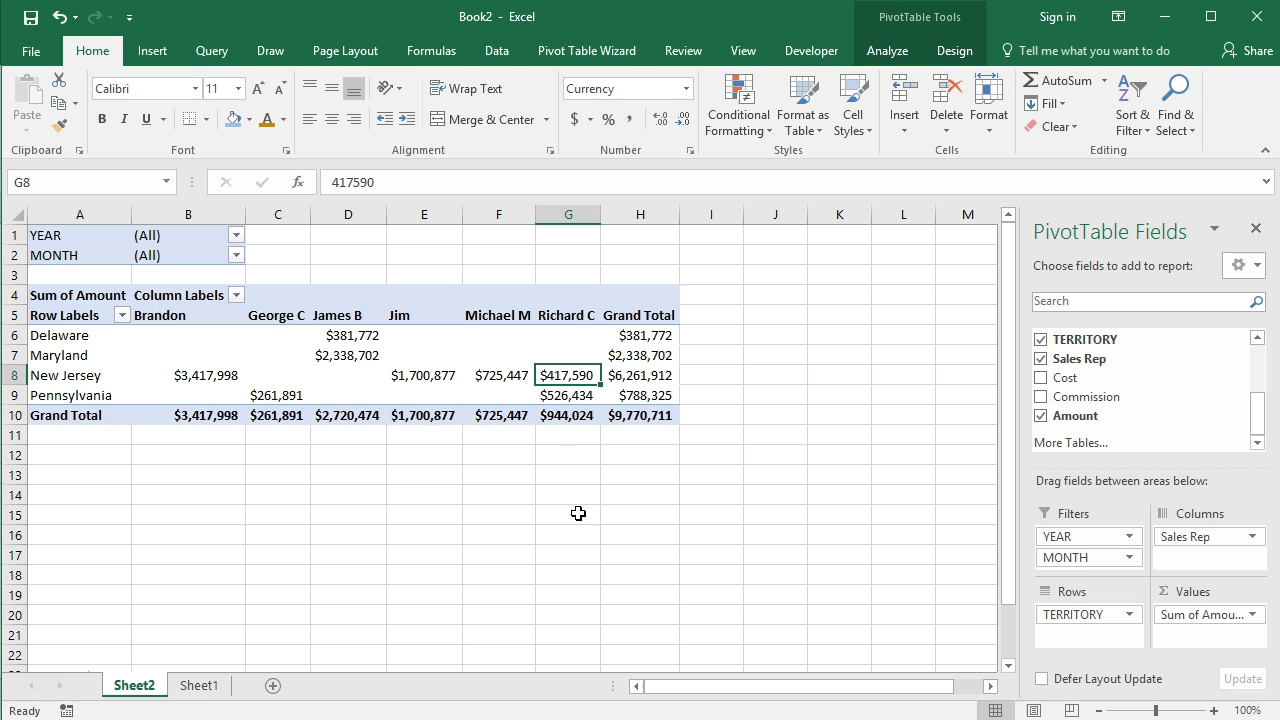 Book2 - Excel
PivotTable Tools
Sign in
File
Home
Insert
Query
Draw
Page Layout
Formulas
Data
Pivot Table Wizard
Review
View
Developer
Analyze
Design
Tell me what you want to do
Share
Paste
Clipboard
Calibri
11
B I U
Font
Wrap Text
Merge & Center
Alignment
Currency
$ % ,
Number
Conditional
Formatting
Format as
Table
Cell
Styles
Styles
Insert
Delete
Format
Cells
AutoSum
Fill
Clear
Sort &
Filter
Find &
Select
Editing
G8
fx
417590
A B C D E F G H I J K L M
1 YEAR (All)
2 MONTH (All)
3
4 Sum of Amount Column Labels
5 Row Labels Brandon George C James B Jim Michael M Richard C Grand Total
6 Delaware $381,772 $381,772
7 Maryland $2,338,702 $2,338,702
8 New Jersey $3,417,998 $1,700,877 $725,447 $417,590 $6,261,912
9 Pennsylvania $261,891 $526,434 $788,325
10 Grand Total $3,417,998 $261,891 $2,720,474 $1,700,877 $725,447 $944,024 $9,770,711
11
12
13
14
15
16
17
18
19
20
21
22
PivotTable Fields
Choose fields to add to report:
Search
TERRITORY
Sales Rep
Cost
Commission
Amount
More Tables...
Drag fields between areas below:
Filters
YEAR
MONTH
Columns
Sales Rep
Rows
TERRITORY
Σ Values
Sum of Amou...
Defer Layout Update
Update
Sheet2
Sheet1
Ready
100%